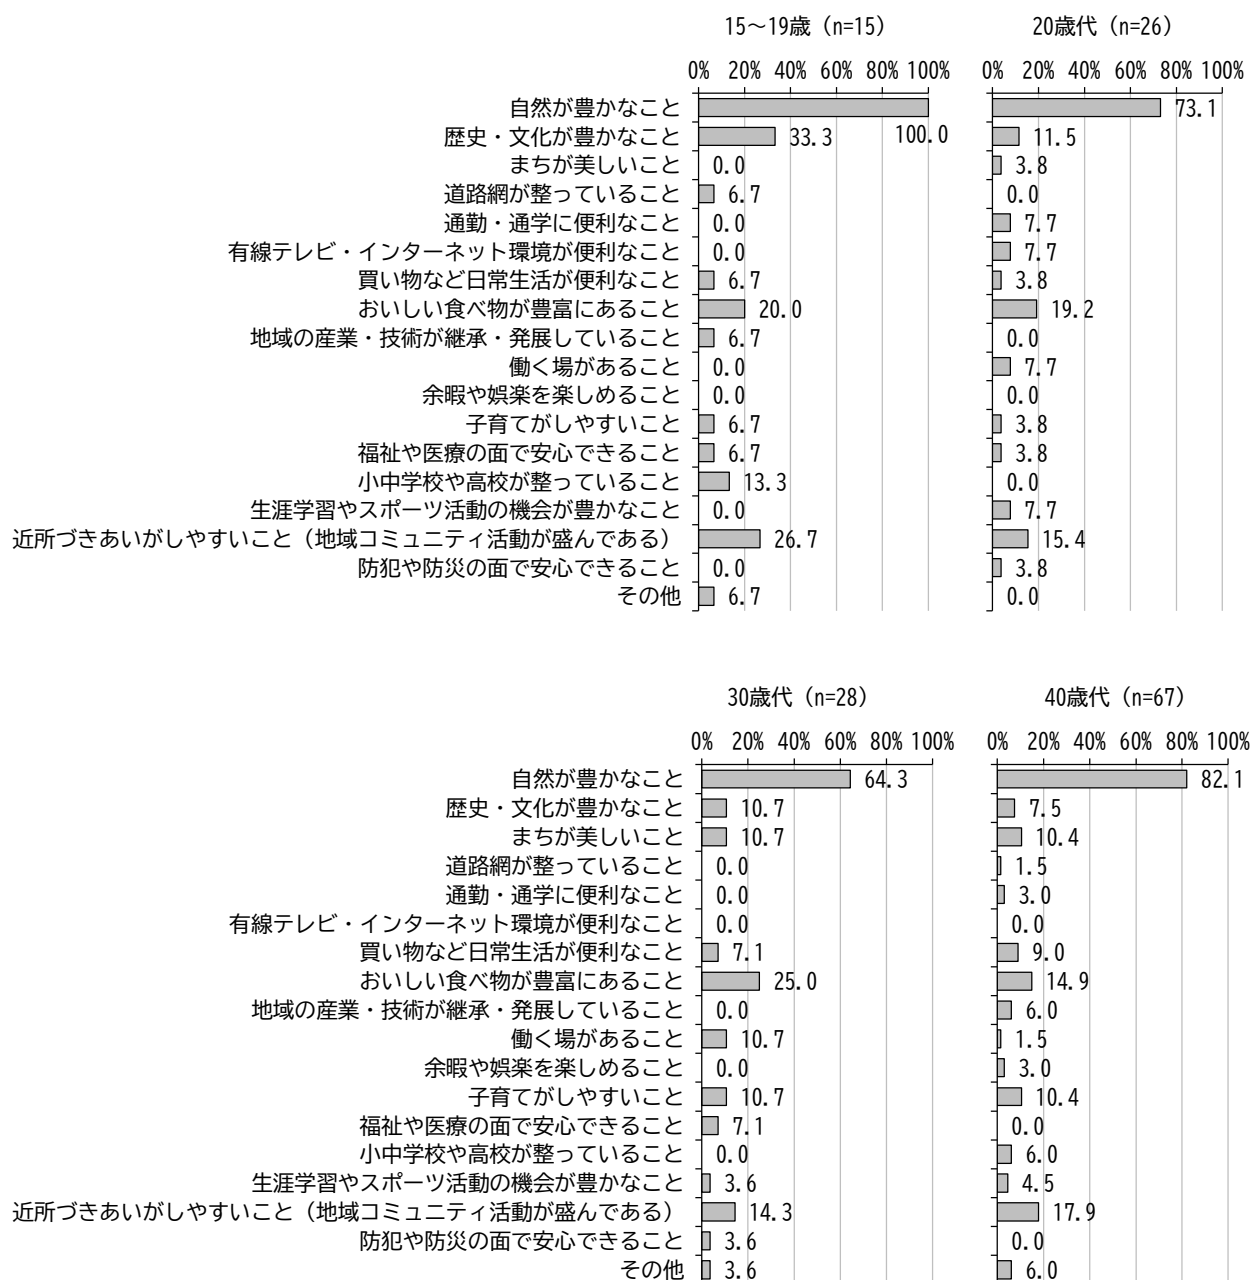 15～19歳（n=15） 20歳代（n=26）
0% 20% 40% 60% 80% 100% 0% 20% 40% 60% 80% 100%
自然が豊かなこと 73.1
歴史・文化が豊かなこと 33.3 100.0 11.5
まちが美しいこと 0.0 3.8
道路網が整っていること 6.7 0.0
通勤・通学に便利なこと 0.0 7.7
有線テレビ・インターネット環境が便利なこと 0.0 7.7
買い物など日常生活が便利なこと 6.7 3.8
おいしい食べ物が豊富にあること 20.0 19.2
地域の産業・技術が継承・発展していること 6.7 0.0
働く場があること 0.0 7.7
余暇や娯楽を楽しめること 0.0 0.0
子育てがしやすいこと 6.7 3.8
福祉や医療の面で安心できること 6.7 3.8
小中学校や高校が整っていること 13.3 0.0
生涯学習やスポーツ活動の機会が豊かなこと 0.0 7.7
近所づきあいがしやすいこと（地域コミュニティ活動が盛んである） 26.7 15.4
防犯や防災の面で安心できること 0.0 3.8
その他 6.7 0.0
30歳代（n=28） 40歳代（n=67）
0% 20% 40% 60% 80% 100% 0% 20% 40% 60% 80% 100%
自然が豊かなこと 64.3 82.1
歴史・文化が豊かなこと 10.7 7.5
まちが美しいこと 10.7 10.4
道路網が整っていること 0.0 1.5
通勤・通学に便利なこと 0.0 3.0
有線テレビ・インターネット環境が便利なこと 0.0 0.0
買い物など日常生活が便利なこと 7.1 9.0
おいしい食べ物が豊富にあること 25.0 14.9
地域の産業・技術が継承・発展していること 0.0 6.0
働く場があること 10.7 1.5
余暇や娯楽を楽しめること 0.0 3.0
子育てがしやすいこと 10.7 10.4
福祉や医療の面で安心できること 7.1 0.0
小中学校や高校が整っていること 0.0 6.0
生涯学習やスポーツ活動の機会が豊かなこと 3.6 4.5
近所づきあいがしやすいこと（地域コミュニティ活動が盛んである） 14.3 17.9
防犯や防災の面で安心できること 3.6 0.0
その他 3.6 6.0